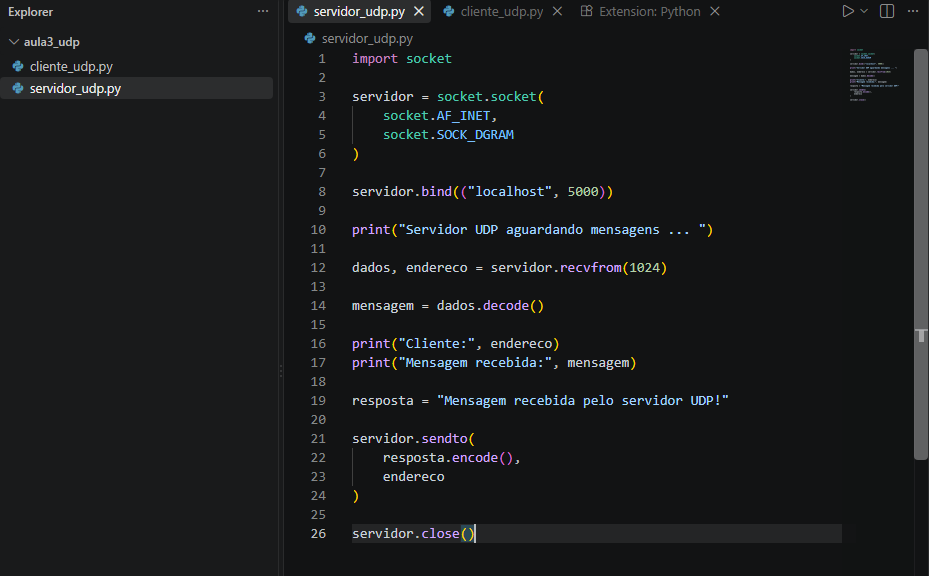 Explorer ...
aula3_udp
cliente_udp.py
servidor_udp.py
servidor_udp.py
cliente_udp.py
Extension: Python
servidor_udp.py
1 import socket
2
3 servidor = socket.socket(
4     socket.AF_INET,
5     socket.SOCK_DGRAM
6 )
7
8 servidor.bind(("localhost", 5000))
9
10 print("Servidor UDP aguardando mensagens ... ")
11
12 dados, endereco = servidor.recvfrom(1024)
13
14 mensagem = dados.decode()
15
16 print("Cliente:", endereco)
17 print("Mensagem recebida:", mensagem)
18
19 resposta = "Mensagem recebida pelo servidor UDP!"
20
21 servidor.sendto(
22     resposta.encode(),
23     endereco
24 )
25
26 servidor.close()